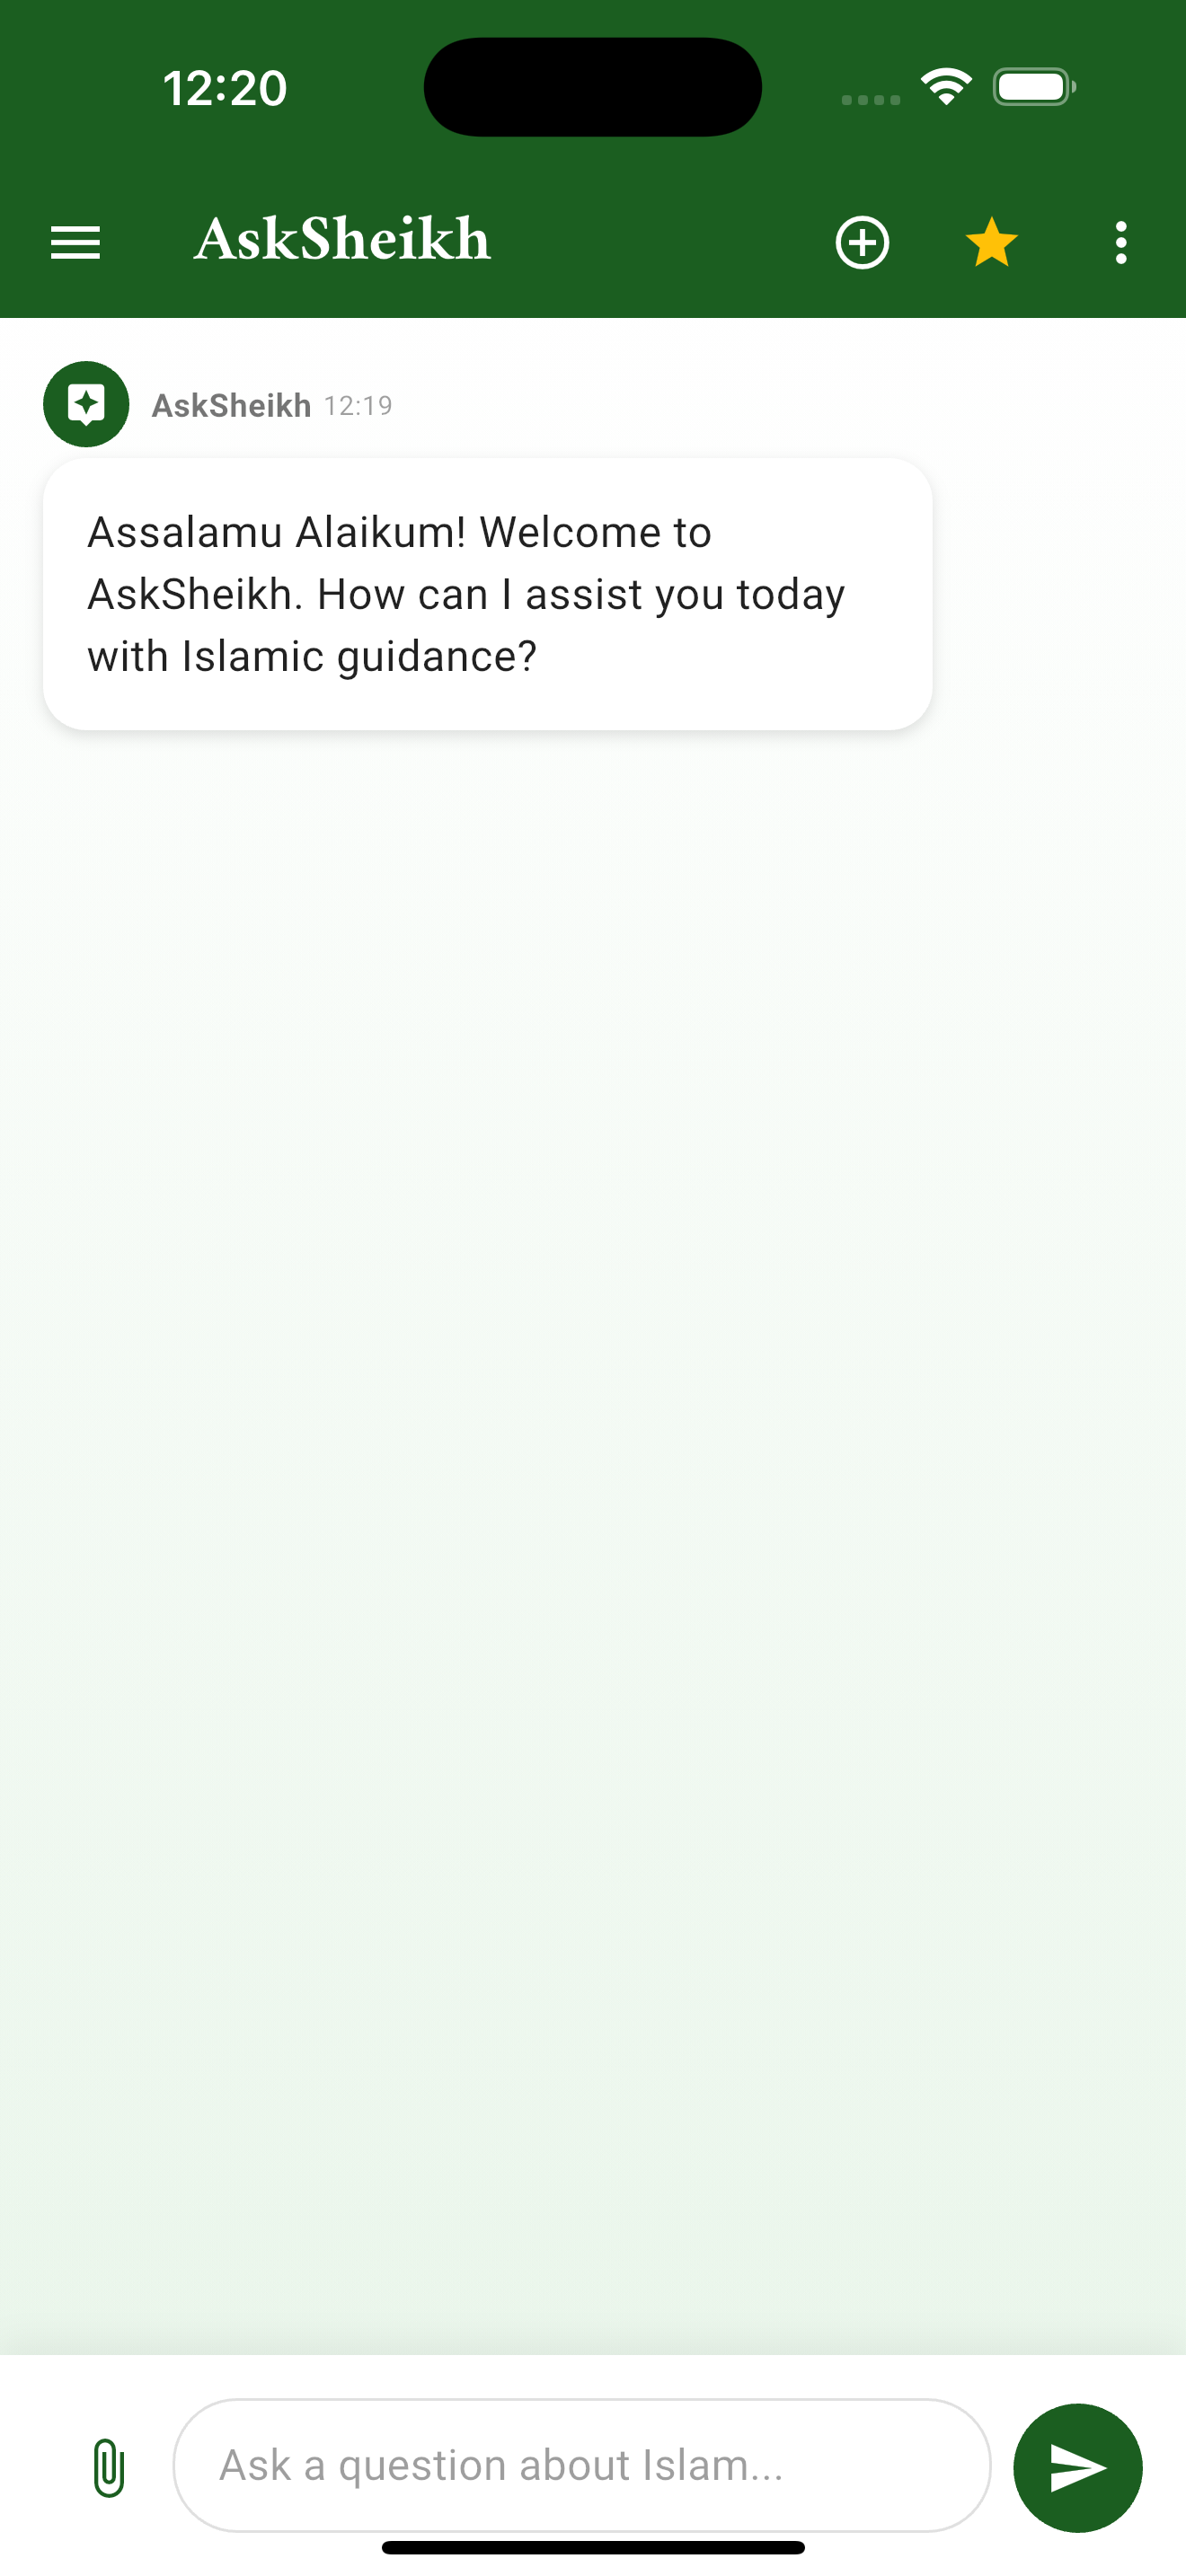 12:20
AskSheikh
AskSheikh 12:19
Assalamu Alaikum! Welcome to
AskSheikh. How can I assist you today
with Islamic guidance?
Ask a question about Islam...